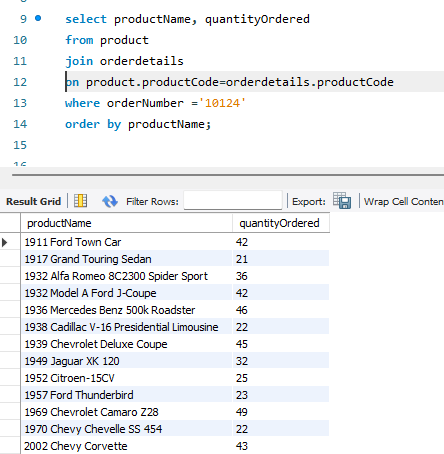 9 select productName, quantityOrdered
10 from product
11 join orderdetails
12 on product.productCode=orderdetails.productCode
13 where orderNumber ='10124'
14 order by productName;
15
Result Grid Filter Rows: Export: Wrap Cell Conten
productName quantityOrdered
1911 Ford Town Car 42
1917 Grand Touring Sedan 21
1932 Alfa Romeo 8C2300 Spider Sport 36
1932 Model A Ford J-Coupe 42
1936 Mercedes Benz 500k Roadster 46
1938 Cadillac V-16 Presidential Limousine 22
1939 Chevrolet Deluxe Coupe 45
1949 Jaguar XK 120 32
1952 Citroen-15CV 25
1957 Ford Thunderbird 23
1969 Chevrolet Camaro Z28 49
1970 Chevy Chevelle SS 454 22
2002 Chevy Corvette 43